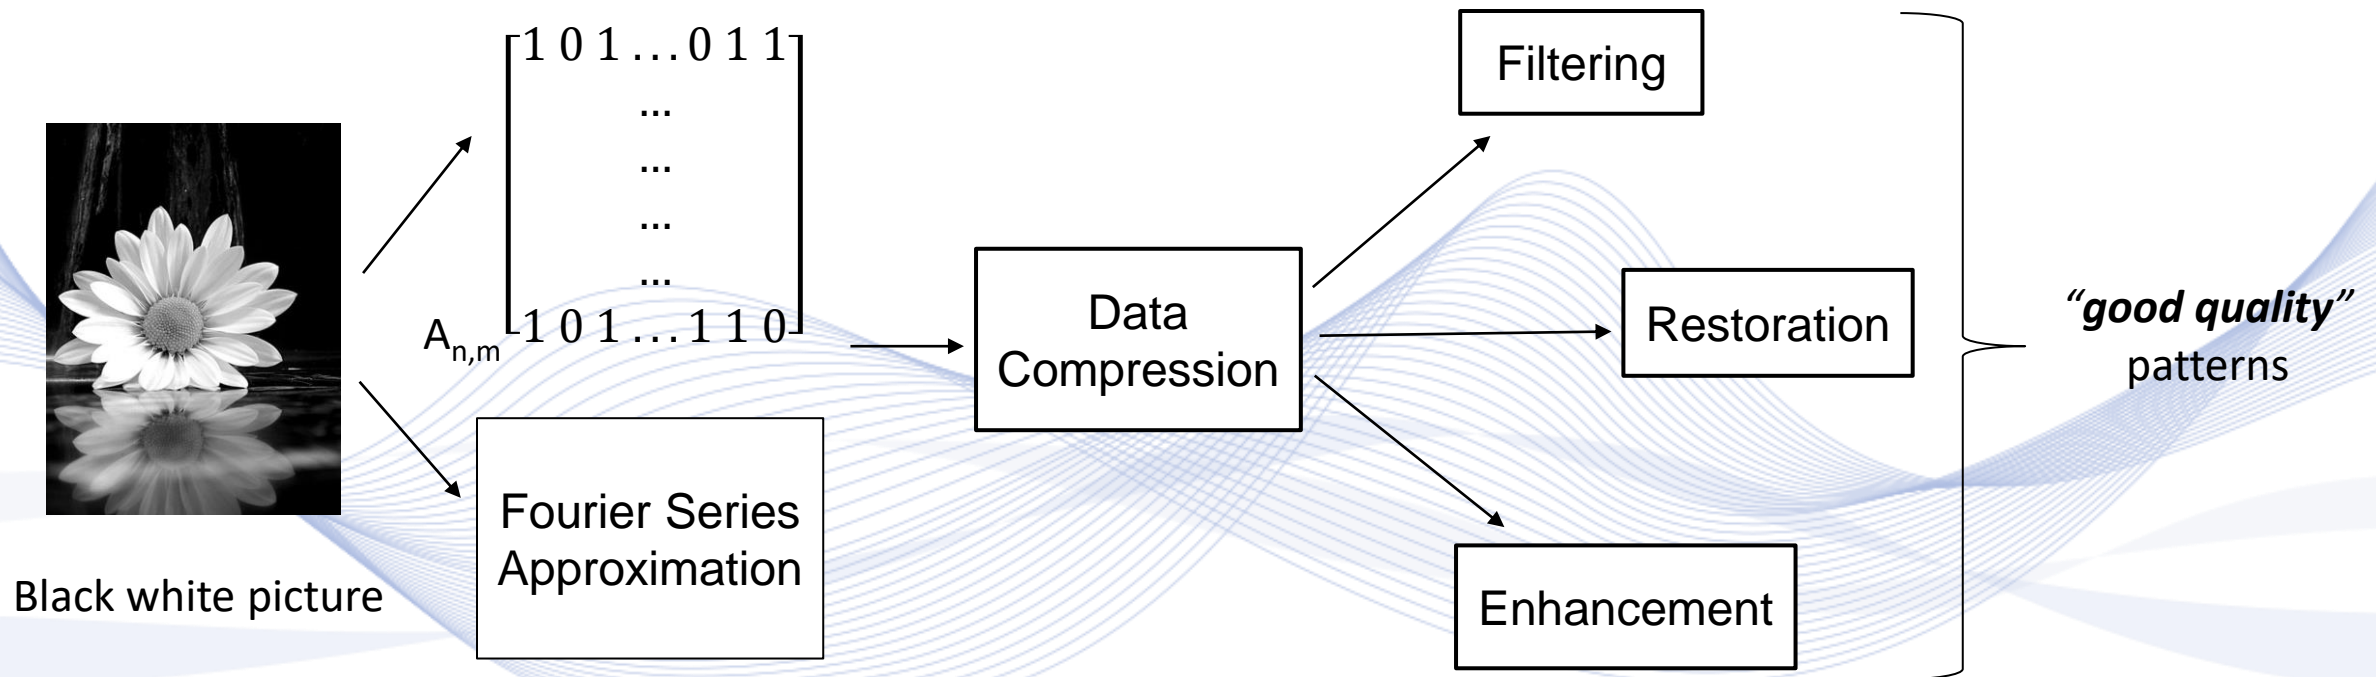 1 0 1 … 0 1 1
…
…
…
…
1 0 1 … 1 1 0
A n,m
Black white picture
Fourier Series
Approximation
Data
Compression
Filtering
Restoration
Enhancement
“good quality”
patterns